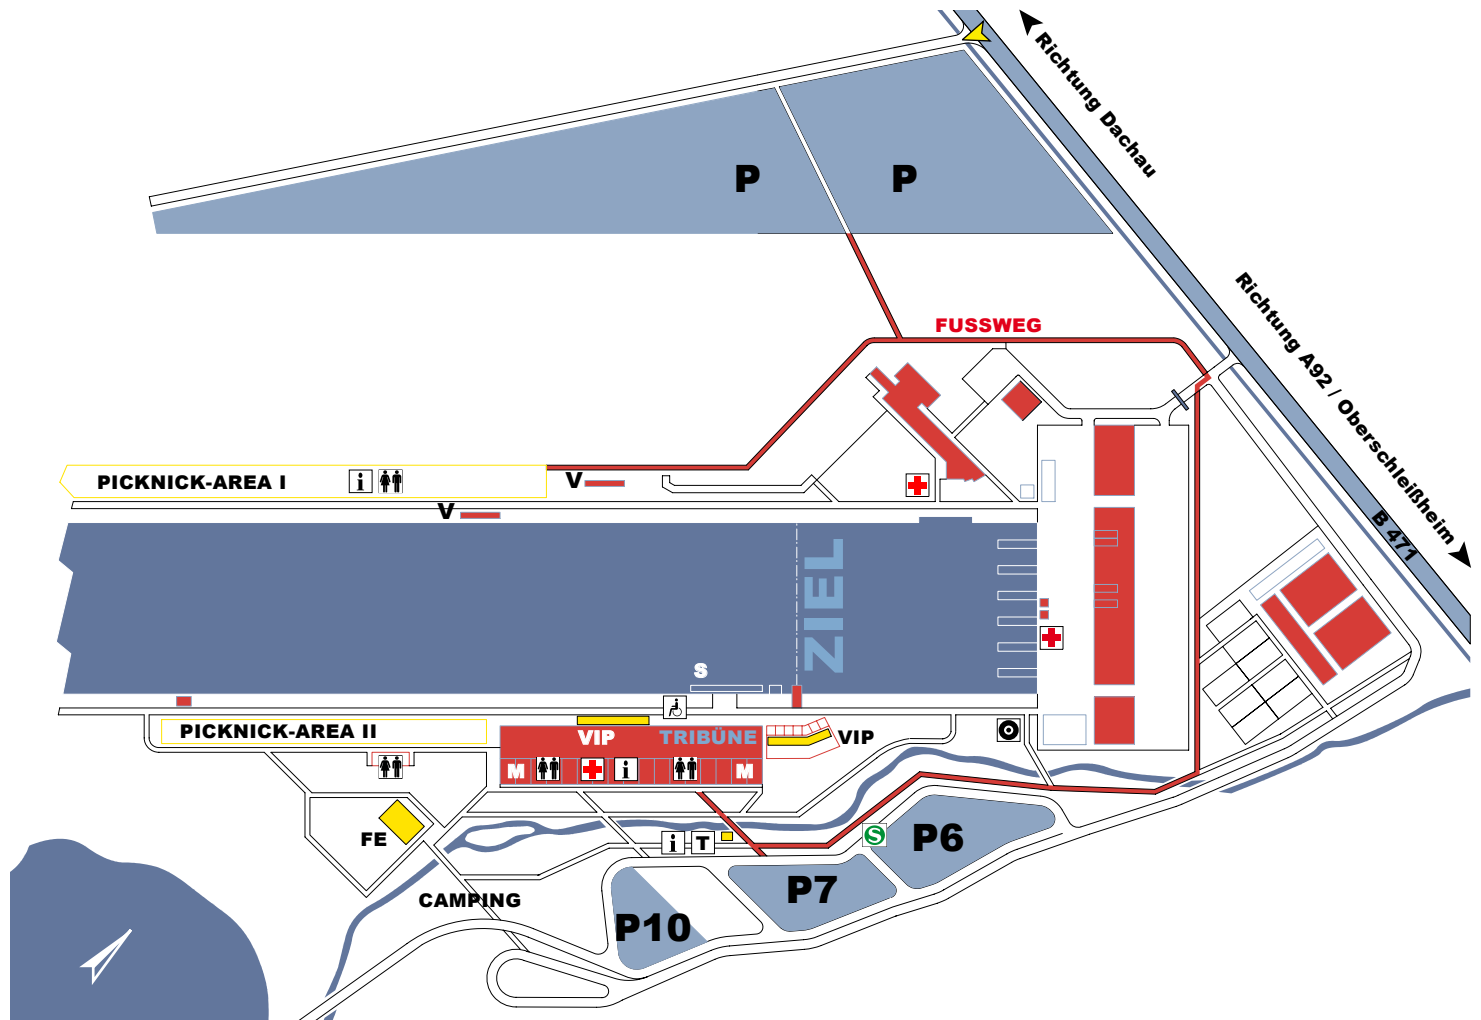 Richtung Dachau
P
P
Richtung A92 / Oberschleißheim
FUSSWEG
PICKNICK-AREA I
i
V
V
B 471
ZIEL
S
PICKNICK-AREA II
VIP
TRIBÜNE
VIP
M
i
M
FE
i
T
S
P6
P7
CAMPING
P10